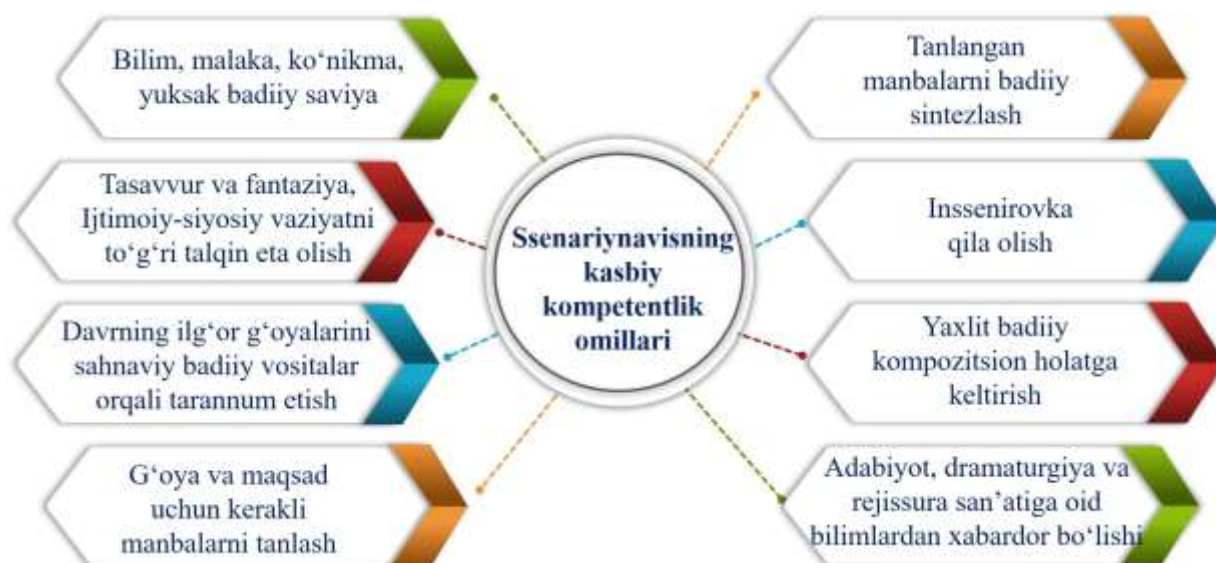 Bilim, malaka, ko‘nikma,
yuksak badiiy saviya
Tasavvur va fantaziya,
Ijtimoiy-siyosiy vaziyatni
to‘g‘ri talqin eta olish
Davrning ilg‘or g‘oyalarini
sahnaviy badiiy vositalar
orqali tarannum etish
G‘oya va maqsad
uchun kerakli
manbalarni tanlash
Ssenariynavisning
kasbiy
kompetentlik
omillari
Tanlangan
manbalarni badiiy
sintezlash
Inssenirovka
qila olish
Yaxlit badiiy
kompozitsion holatga
keltirish
Adabiyot, dramaturgiya va
rejissura san’atiga oid
bilimlardan xabardor bo‘lishi